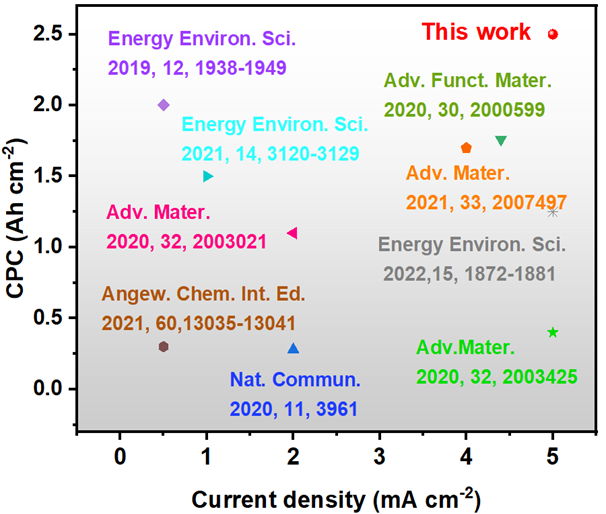 This work
Energy Environ. Sci.
2019, 12, 1938-1949
Adv. Funct. Mater.
2020, 30, 2000599
Energy Environ. Sci.
2021, 14, 3120-3129
Adv. Mater.
2021, 33, 2007497
Adv. Mater.
2020, 32, 2003021
Energy Environ. Sci.
2022,15, 1872-1881
Angew. Chem. Int. Ed.
2021, 60,13035-13041
Adv.Mater.
2020, 32, 2003425
Nat. Commun.
2020, 11, 3961
CPC (Ah cm⁻²)
2.5
2.0
1.5
1.0
0.5
0.0
0 1 2 3 4 5
Current density (mA cm⁻²)